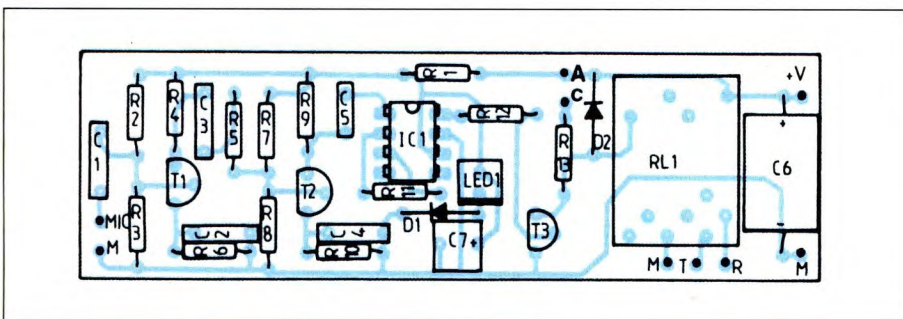 R1
A
+V
C
R2
R4
C3
R5
R7
R9
C5
IC1
R12
D2
+
C1
R13
RL1
C6
T1
T2
R11
LED1
MIC
R3
C2
R8
C4
D1
C7+
T3
-
M
R6
R10
M
T
R
M